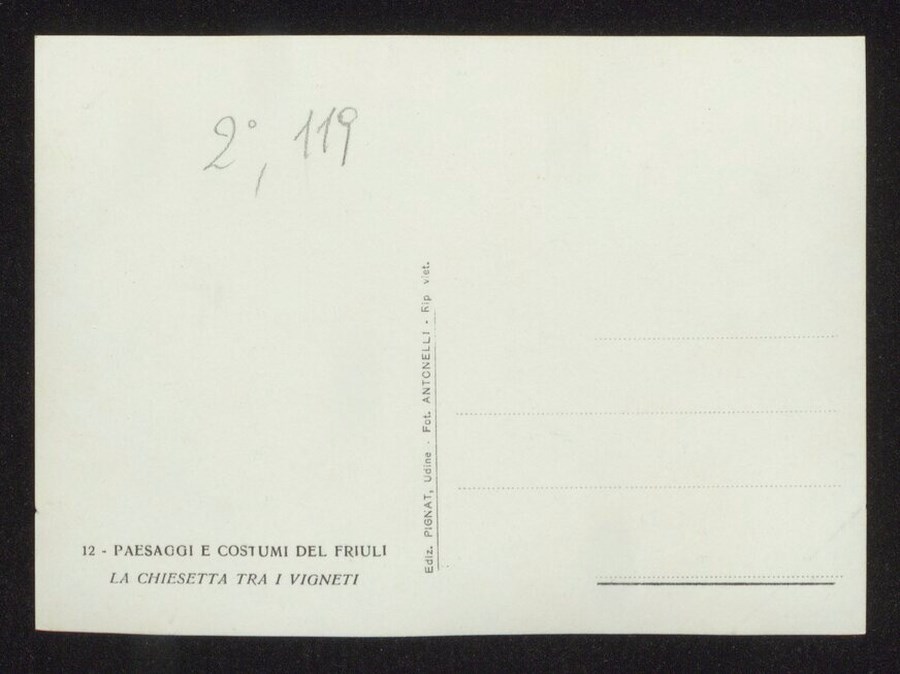 2°, 119
12 - PAESAGGI E COSTUMI DEL FRIULI
LA CHIESETTA TRA I VIGNETI
Ediz. PIGNAT, Udine - Fot. ANTONELLI - Rip viet.